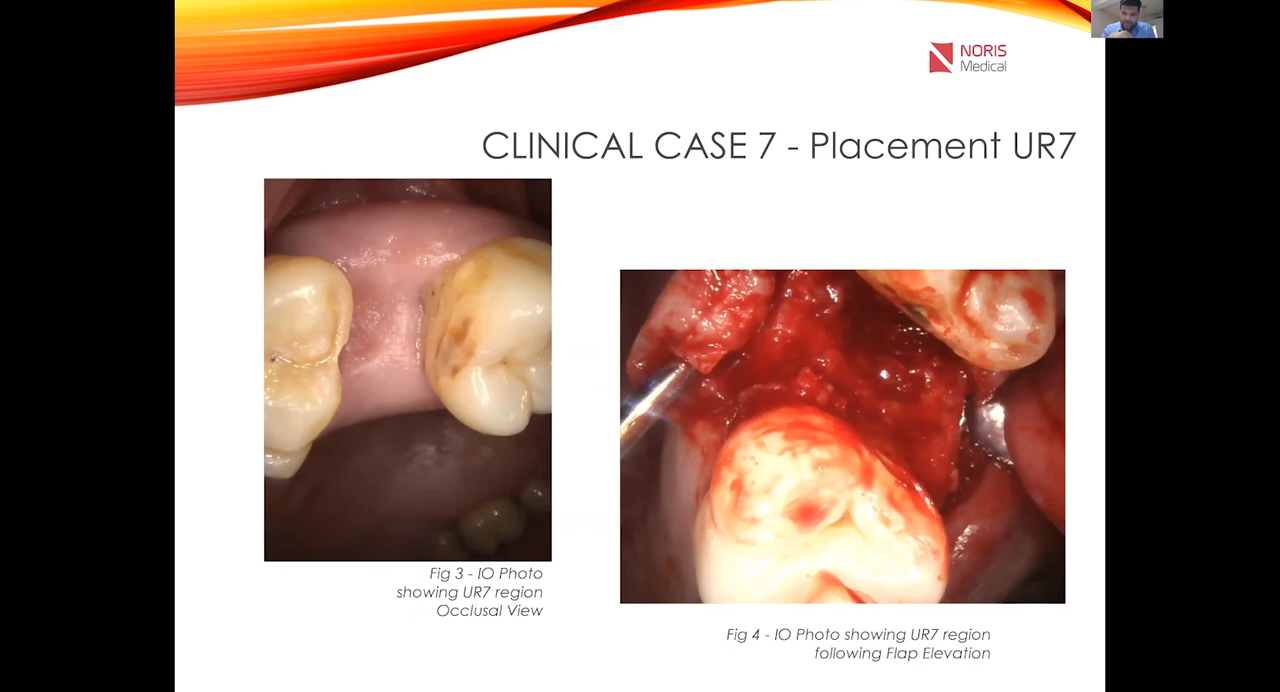 NORIS
Medical
CLINICAL CASE 7 - Placement UR7
Fig 3 - IO Photo
showing UR7 region
Occlusal View
Fig 4 - IO Photo showing UR7 region
following Flap Elevation